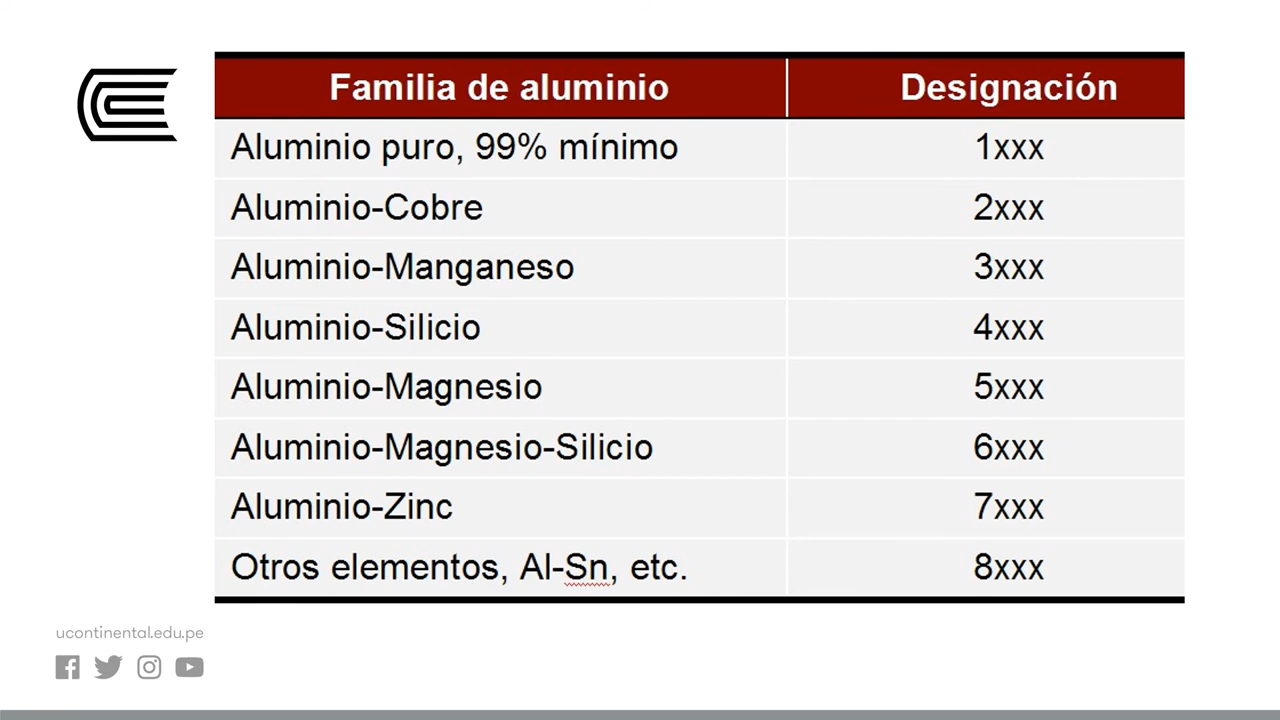 Familia de aluminio Designación
Aluminio puro, 99% mínimo 1xxx
Aluminio-Cobre 2xxx
Aluminio-Manganeso 3xxx
Aluminio-Silicio 4xxx
Aluminio-Magnesio 5xxx
Aluminio-Magnesio-Silicio 6xxx
Aluminio-Zinc 7xxx
Otros elementos, Al-Sn, etc. 8xxx
ucontinental.edu.pe